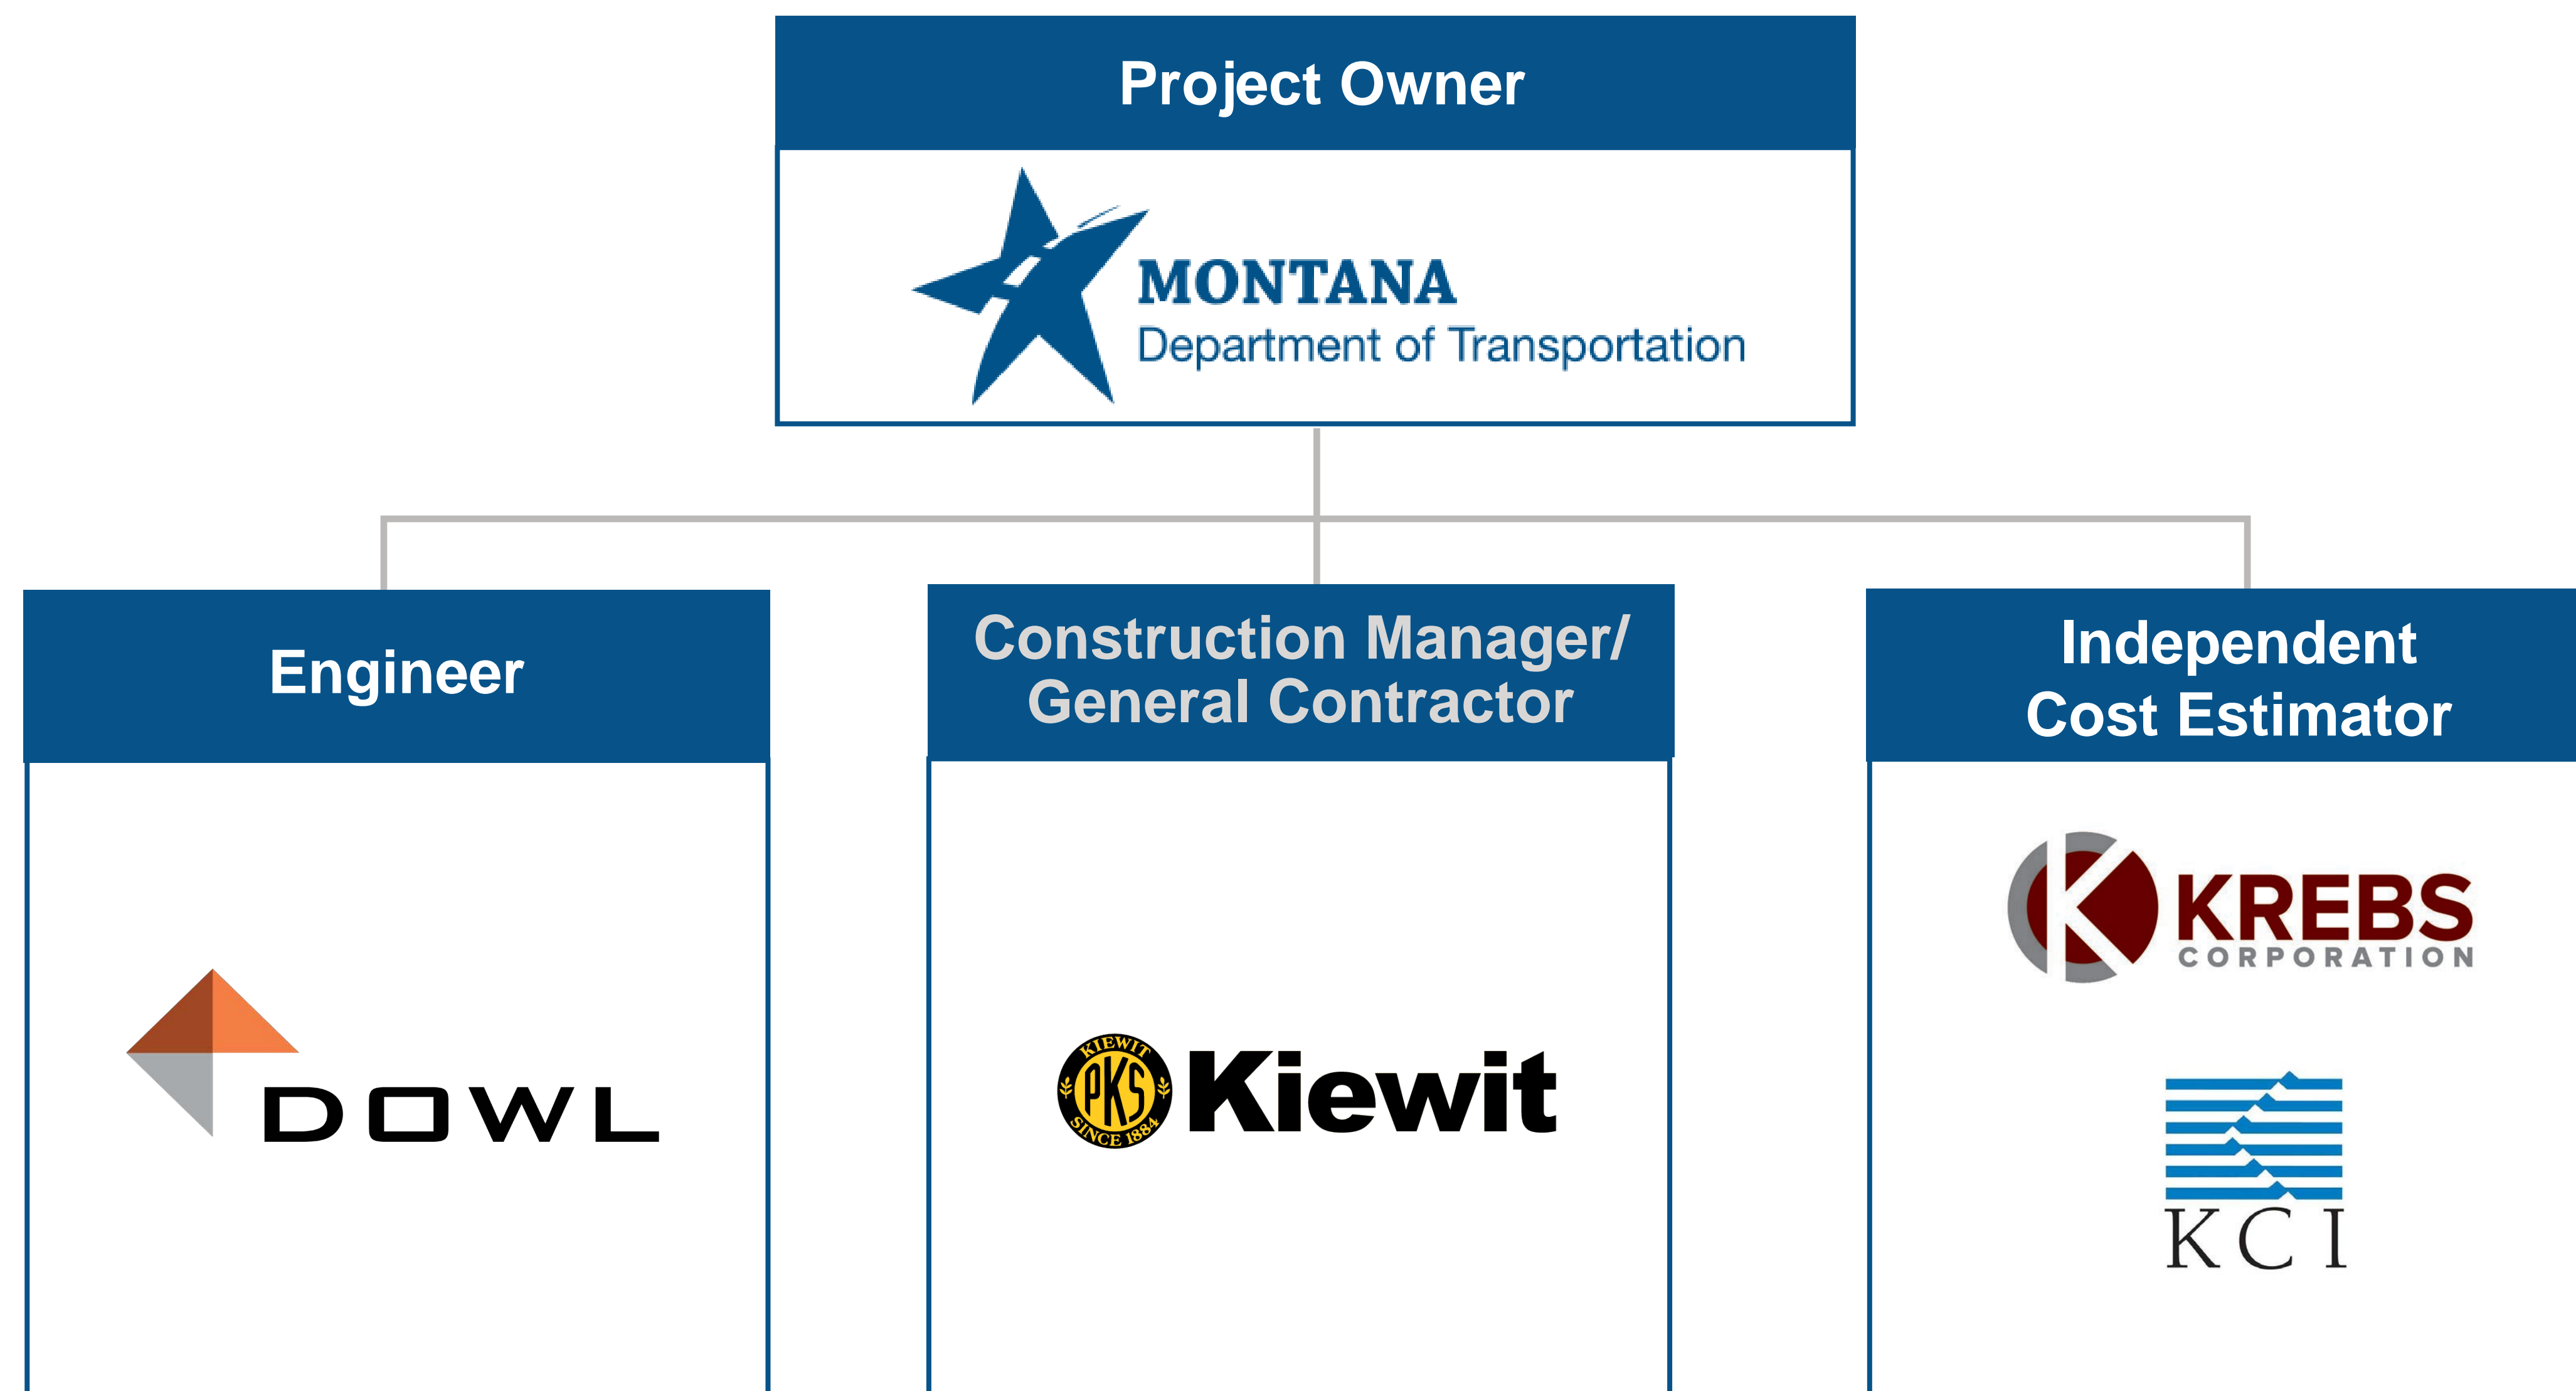 Project Owner
MONTANA
Department of Transportation
Engineer
DOWL
Construction Manager/
General Contractor
KIEWIT
PKS
SINCE 1884
Kiewit
Independent
Cost Estimator
K
KREBS
CORPORATION
KCI